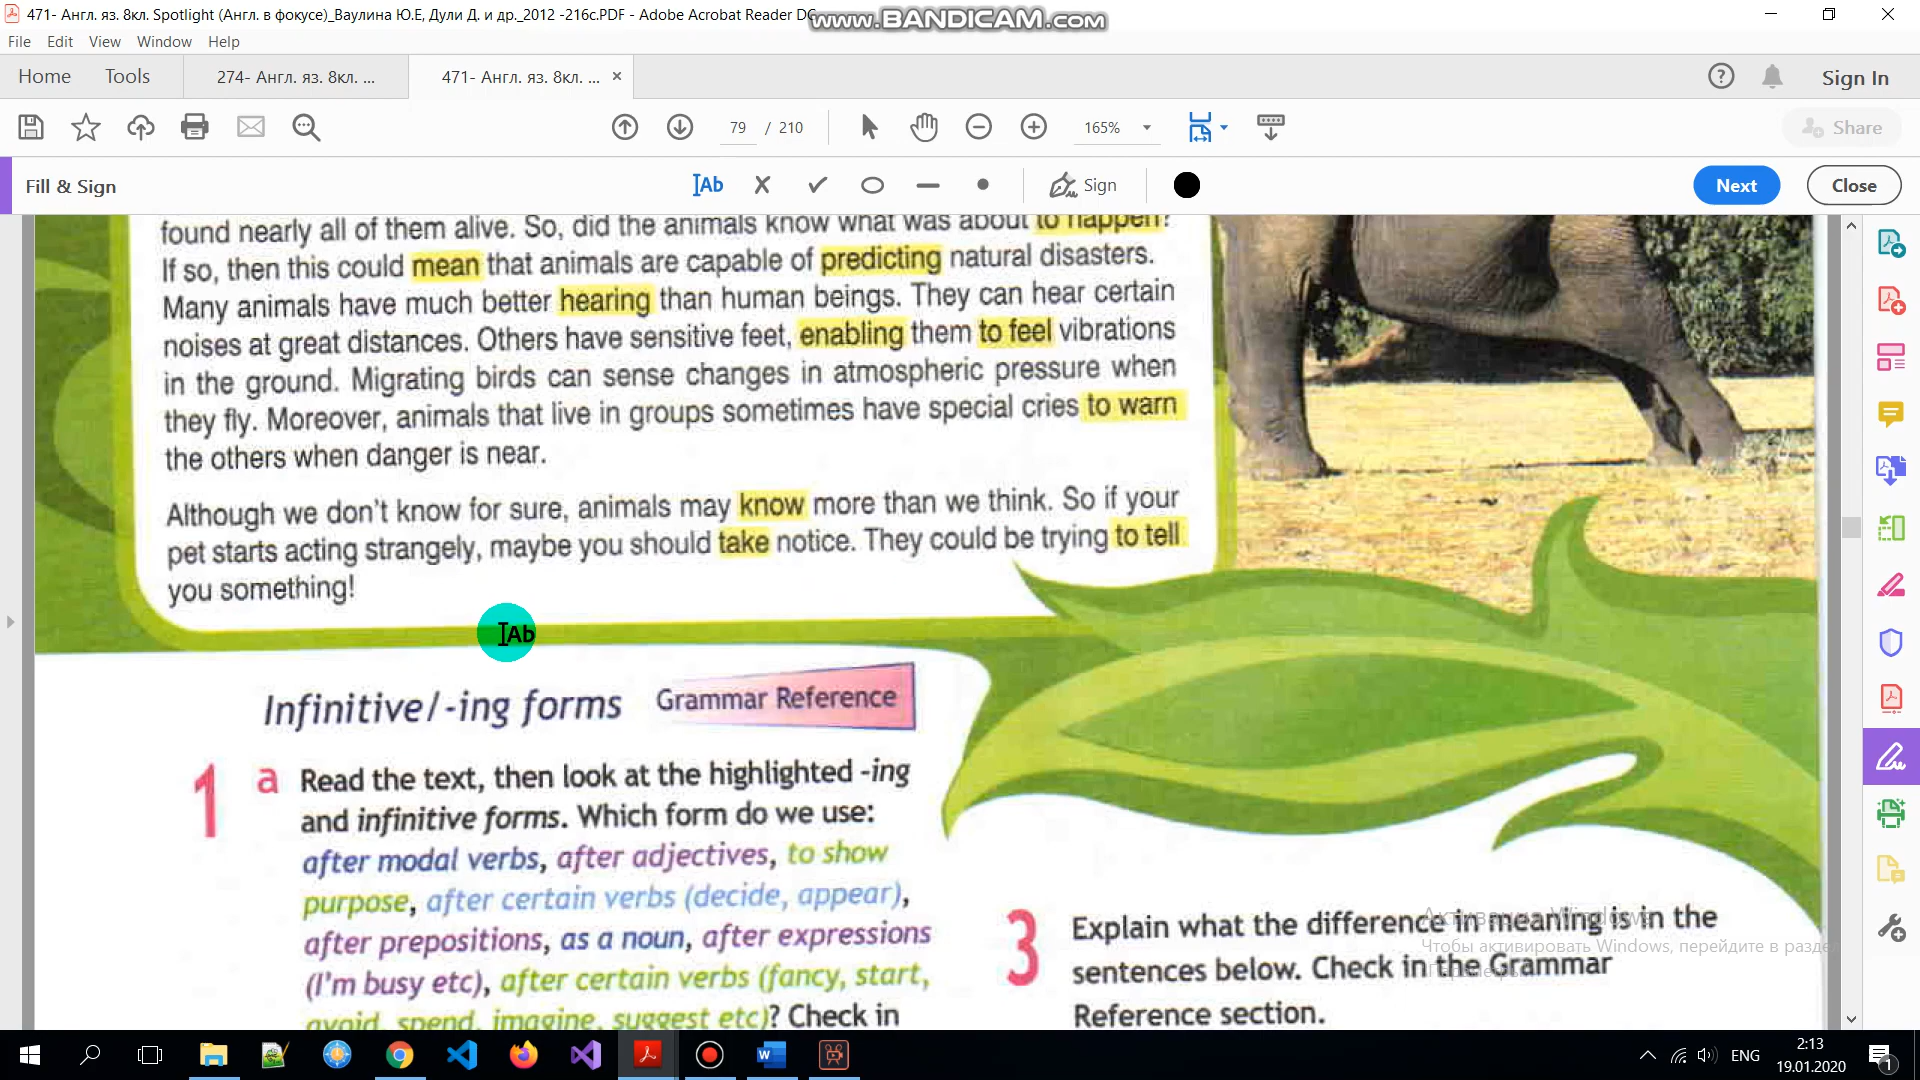 471- Англ. яз. 8кл. Spotlight (Англ. в фокусе)_Ваулина Ю.Е, Дули Д. и др._2012 -216с.PDF - Adobe Acrobat Reader DC
www.BANDICAM.com
File Edit View Window Help
Home Tools 274- Англ. яз. 8кл. ... 471- Англ. яз. 8кл. ... Sign In
79 / 210 165% Share
Fill & Sign Ab Sign Next Close
found nearly all of them alive. So, did the animals know what was about to happen?
If so, then this could mean that animals are capable of predicting natural disasters.
Many animals have much better hearing than human beings. They can hear certain
noises at great distances. Others have sensitive feet, enabling them to feel vibrations
in the ground. Migrating birds can sense changes in atmospheric pressure when
they fly. Moreover, animals that live in groups sometimes have special cries to warn
the others when danger is near.
Although we don't know for sure, animals may know more than we think. So if your
pet starts acting strangely, maybe you should take notice. They could be trying to tell
you something!
Ab
Infinitive/-ing forms Grammar Reference
1 a Read the text, then look at the highlighted -ing
and infinitive forms. Which form do we use:
after modal verbs, after adjectives, to show
purpose, after certain verbs (decide, appear),
after prepositions, as a noun, after expressions
(I'm busy etc), after certain verbs (fancy, start,
avoid, spend, imagine, suggest etc)? Check in
3 Explain what the difference in meaning is in the
sentences below. Check in the Grammar
Reference section.
Активация Windows
Чтобы активировать Windows, перейдите в раздел
ENG
2:13
19.01.2020
1